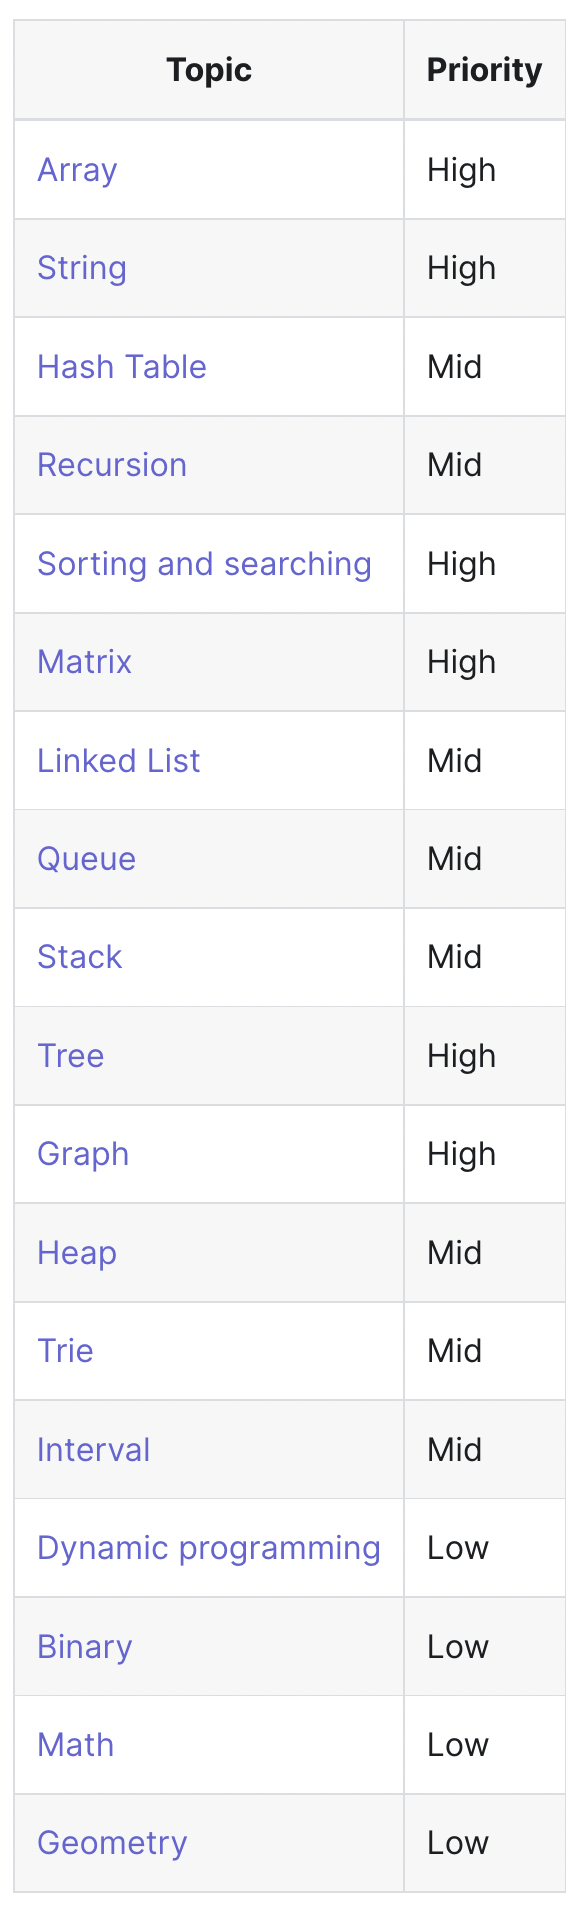 Topic Priority
Array High
String High
Hash Table Mid
Recursion Mid
Sorting and searching High
Matrix High
Linked List Mid
Queue Mid
Stack Mid
Tree High
Graph High
Heap Mid
Trie Mid
Interval Mid
Dynamic programming Low
Binary Low
Math Low
Geometry Low